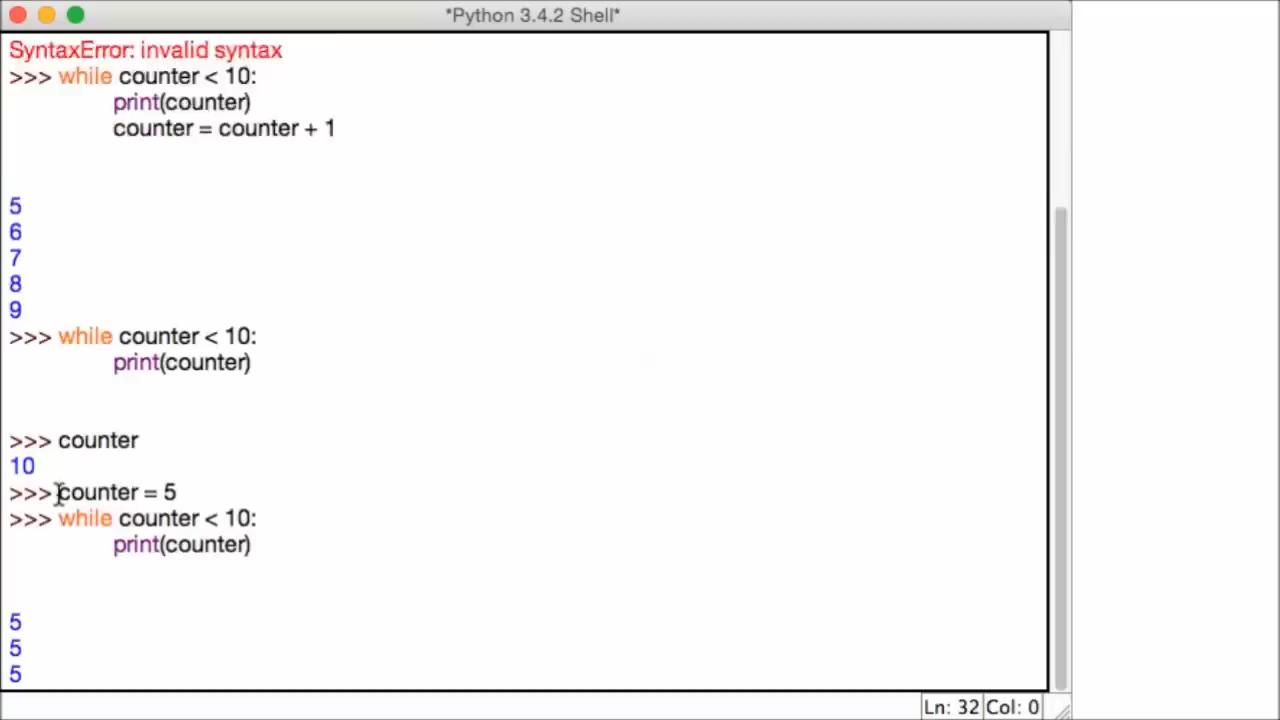 *Python 3.4.2 Shell*
SyntaxError: invalid syntax
>>> while counter < 10:
        print(counter)
        counter = counter + 1
5
6
7
8
9
>>> while counter < 10:
        print(counter)
>>> counter
10
>>> counter = 5
>>> while counter < 10:
        print(counter)
5
5
5
Ln: 32 Col: 0